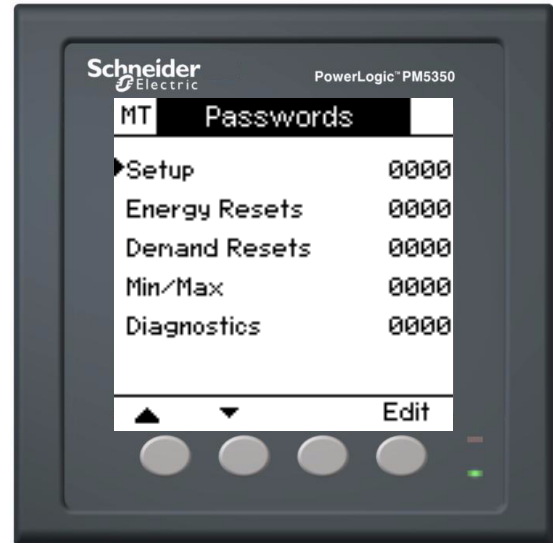 Schneider
Electric
PowerLogic™ PM5350
MT Passwords
Setup 0000
Energy Resets 0000
Demand Resets 0000
Min/Max 0000
Diagnostics 0000
Edit